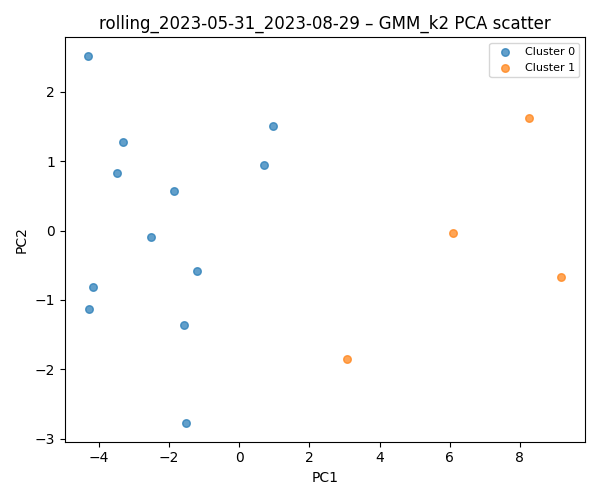 rolling_2023-05-31_2023-08-29 – GMM_k2 PCA scatter
Cluster 0
Cluster 1
2
1
0
−1
−2
−3
PC2
−4
−2
0
2
4
6
8
PC1